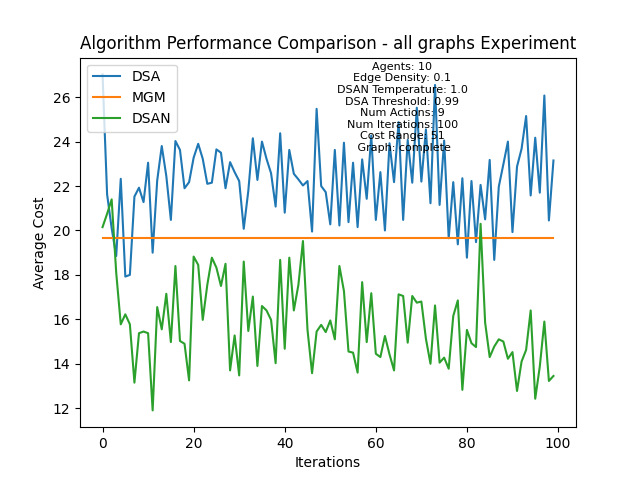 Algorithm Performance Comparison - all graphs Experiment
DSA
MGM
DSAN
Agents: 10
Edge Density: 0.1
DSAN Temperature: 1.0
DSA Threshold: 0.99
Num Actions: 9
Num Iterations: 100
Cost Range: 51
Graph: complete
Average Cost
26
24
22
20
18
16
14
12
0
20
40
60
80
100
Iterations